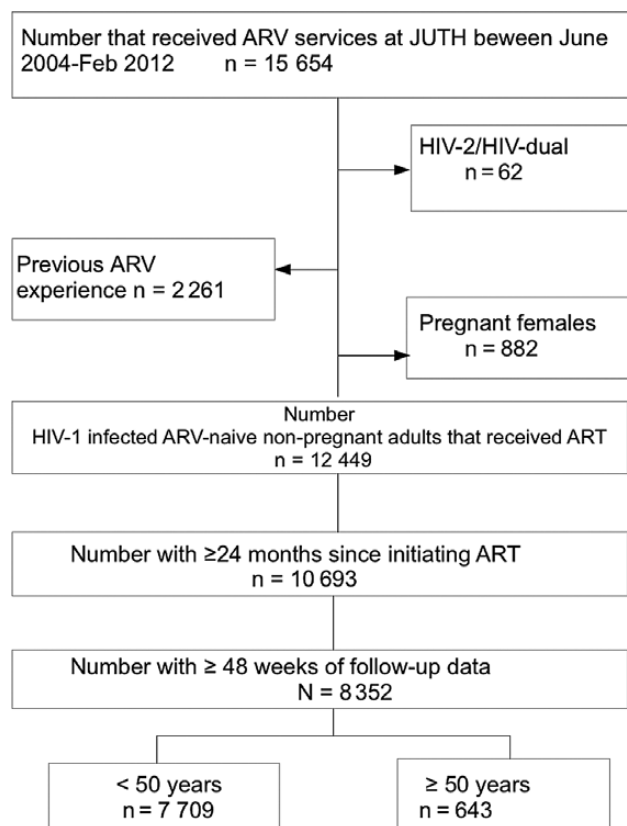 Number that received ARV services at JUTH beween June
2004-Feb 2012 n = 15 654
HIV-2/HIV-dual
n = 62
Previous ARV
experience n = 2 261
Pregnant females
n = 882
Number
HIV-1 infected ARV-naive non-pregnant adults that received ART
n = 12 449
Number with ≥24 months since initiating ART
n = 10 693
Number with ≥ 48 weeks of follow-up data
N = 8 352
< 50 years
n = 7 709
≥ 50 years
n = 643